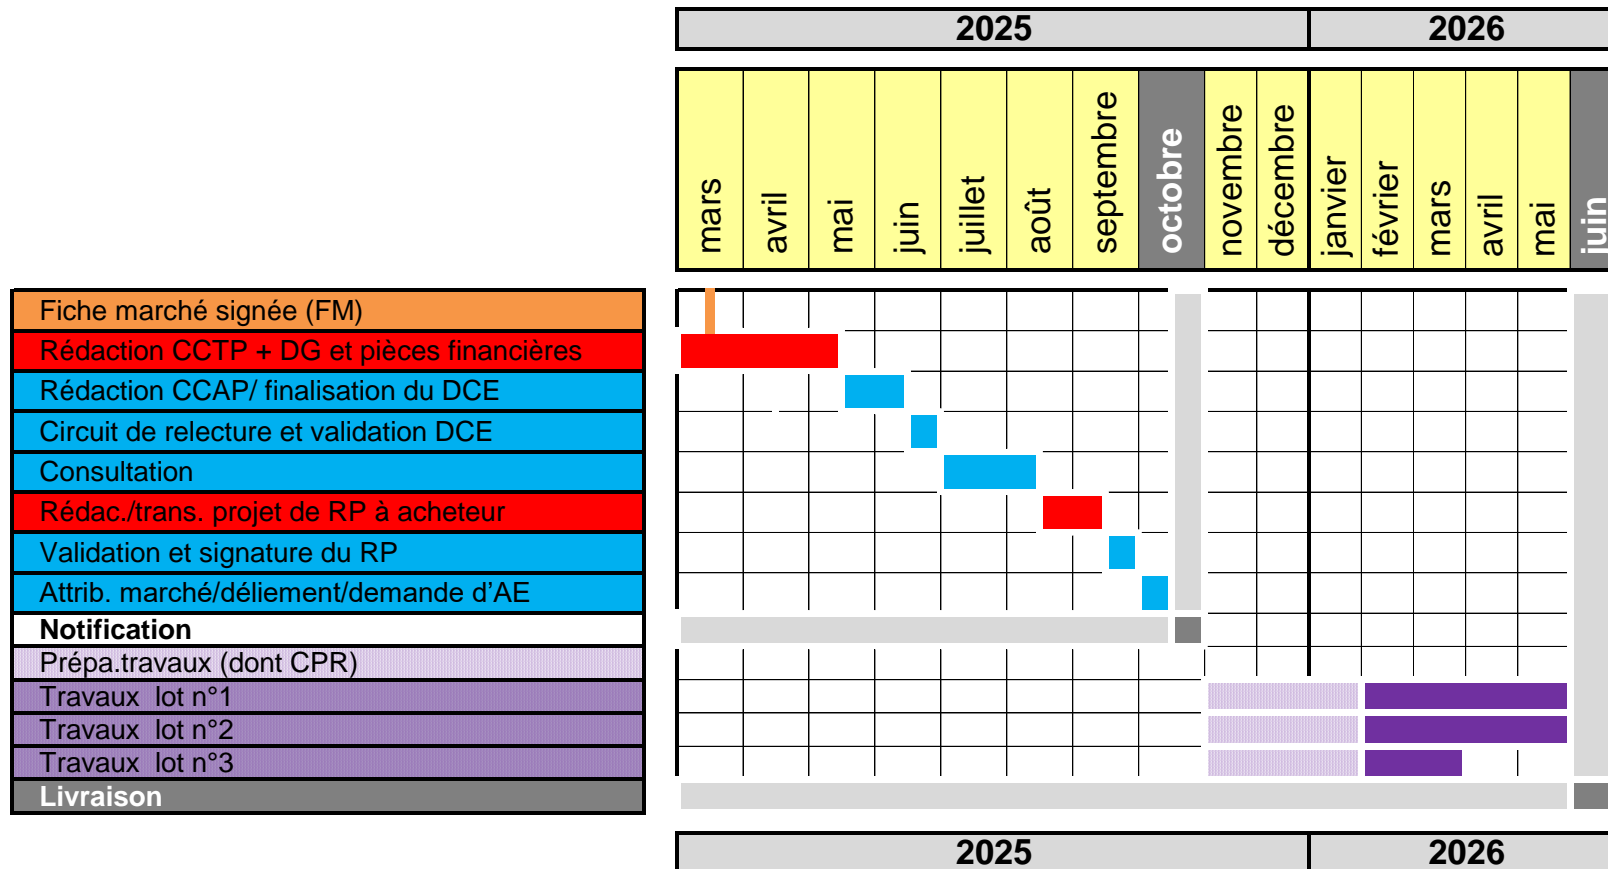 2025 2026
mars avril mai juin juillet août septembre octobre novembre décembre janvier février mars avril mai juin
Fiche marché signée (FM)
Rédaction CCTP + DG et pièces financières
Rédaction CCAP/ finalisation du DCE
Circuit de relecture et validation DCE
Consultation
Rédac./trans. projet de RP à acheteur
Validation et signature du RP
Attrib. marché/déliement/demande d'AE
Notification
Prépa.travaux (dont CPR)
Travaux lot n°1
Travaux lot n°2
Travaux lot n°3
Livraison
2025 2026